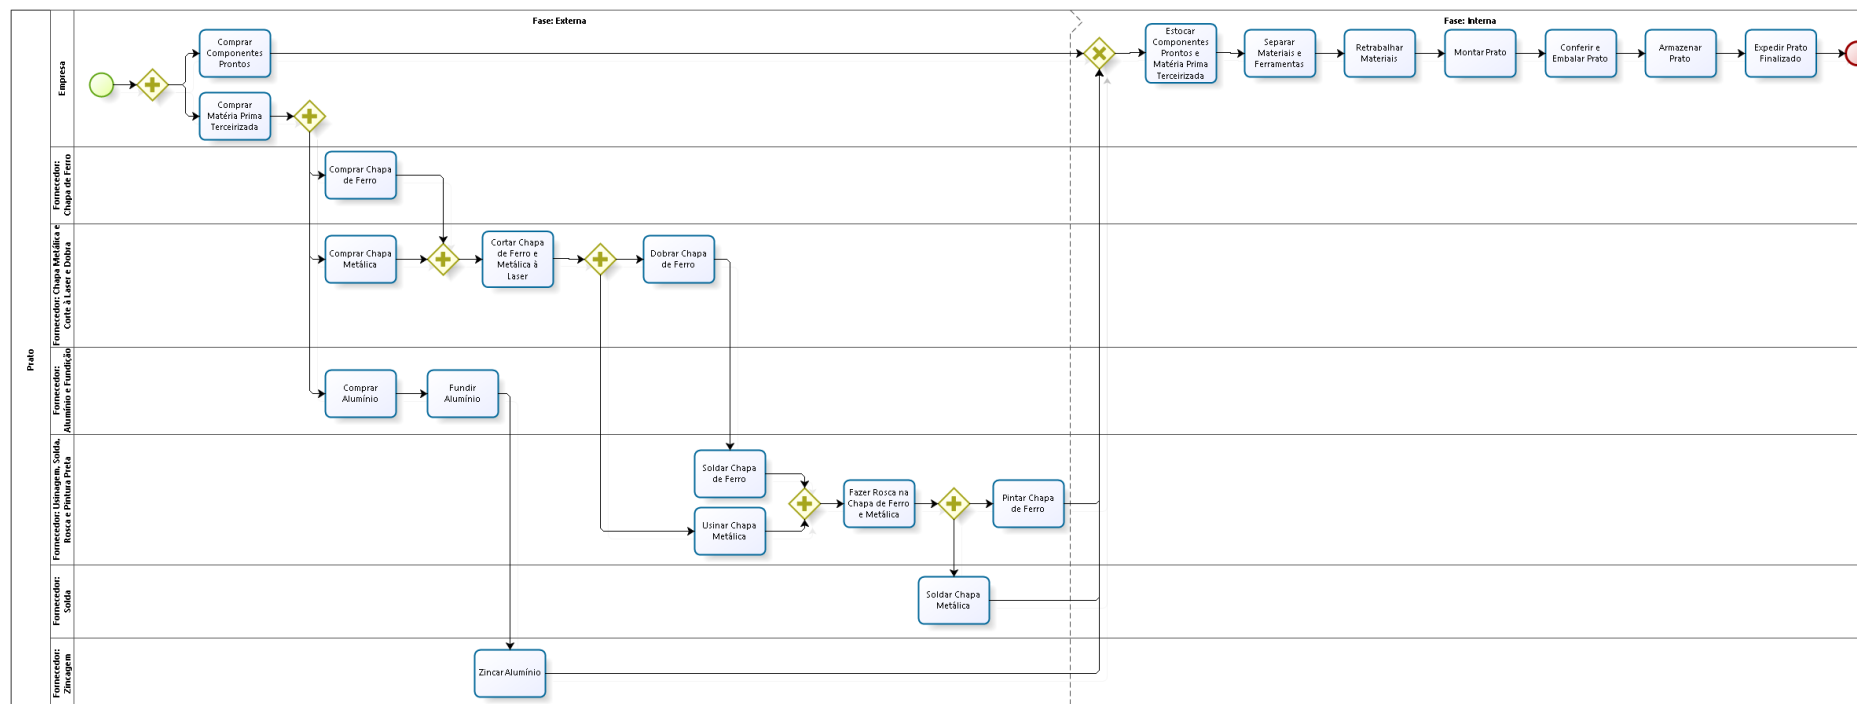 Fase: Externa
Fase: Interna
Prato
Empresa
Comprar
Componentes
Prontos
Comprar
Matéria Prima
Terceirizada
Estocar
Componentes
Prontos e
Matéria Prima
Terceirizada
Separar
Materiais e
Ferramentas
Retrabalhar
Materiais
Montar Prato
Conferir e
Embalar Prato
Armazenar
Prato
Expedir Prato
Finalizado
Fornecedor:
Chapa de Ferro
Comprar Chapa
de Ferro
Fornecedor: Chapa Metálica e
Corte à Laser e Dobra
Comprar Chapa
Metálica
Cortar Chapa
de Ferro e
Metálica à
Laser
Dobrar Chapa
de Ferro
Fornecedor:
Alumínio e Fundição
Comprar
Alumínio
Fundir
Alumínio
Fornecedor: Usinagem, Solda,
Rosca e Pintura Preta
Soldar Chapa
de Ferro
Usinar Chapa
Metálica
Fazer Rosca na
Chapa de Ferro
e Metálica
Pintar Chapa
de Ferro
Fornecedor:
Solda
Soldar Chapa
Metálica
Fornecedor:
Zincagem
Zincar Alumínio